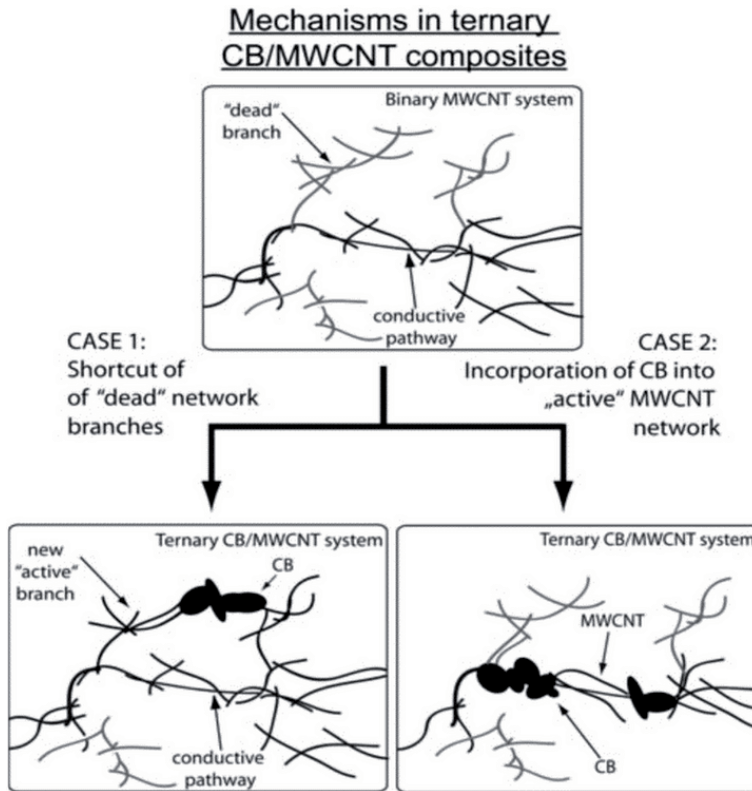 Mechanisms in ternary
CB/MWCNT composites
Binary MWCNT system
"dead"
branch
conductive
pathway
CASE 1:
Shortcut of
of "dead" network
branches
CASE 2:
Incorporation of CB into
„active" MWCNT
network
Ternary CB/MWCNT system
new
"active"
branch
CB
conductive
pathway
Ternary CB/MWCNT system
MWCNT
CB